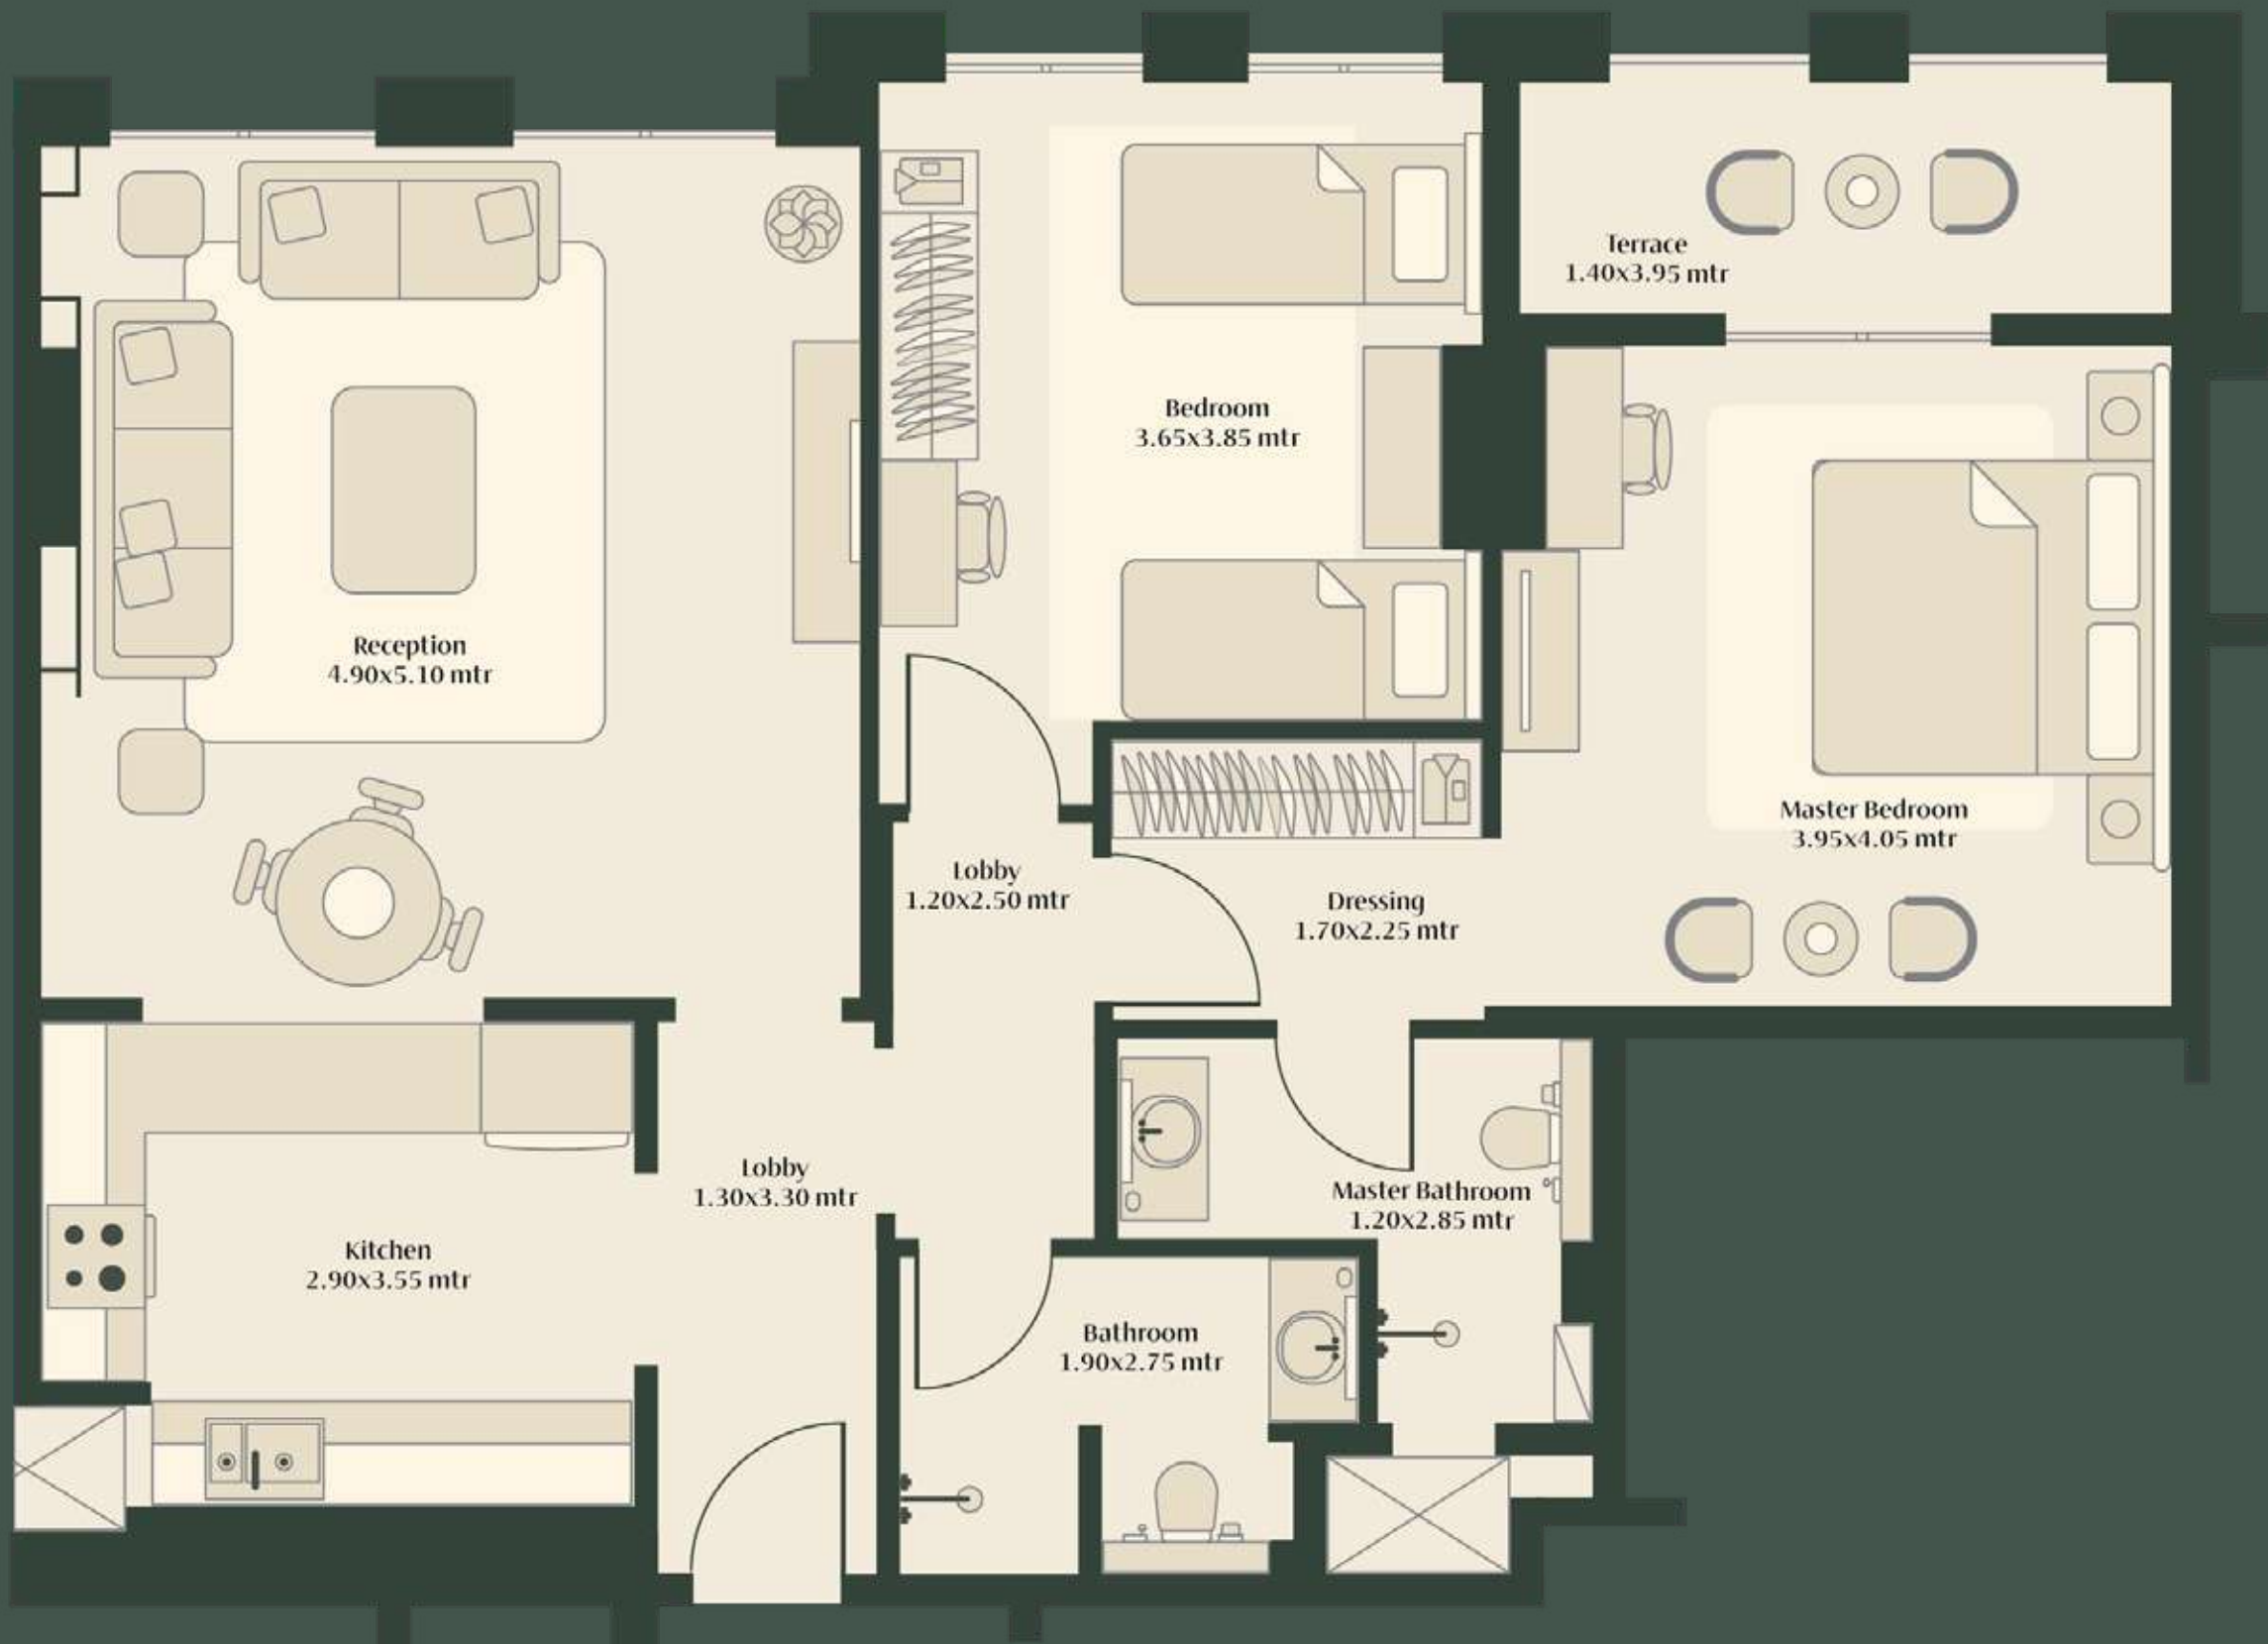 Terrace
1.40x3.95 mtr
Bedroom
3.65x3.85 mtr
Reception
4.90x5.10 mtr
Master Bedroom
3.95x4.05 mtr
Lobby
1.20x2.50 mtr
Dressing
1.70x2.25 mtr
Lobby
1.30x3.30 mtr
Master Bathroom
1.20x2.85 mtr
Kitchen
2.90x3.55 mtr
Bathroom
1.90x2.75 mtr